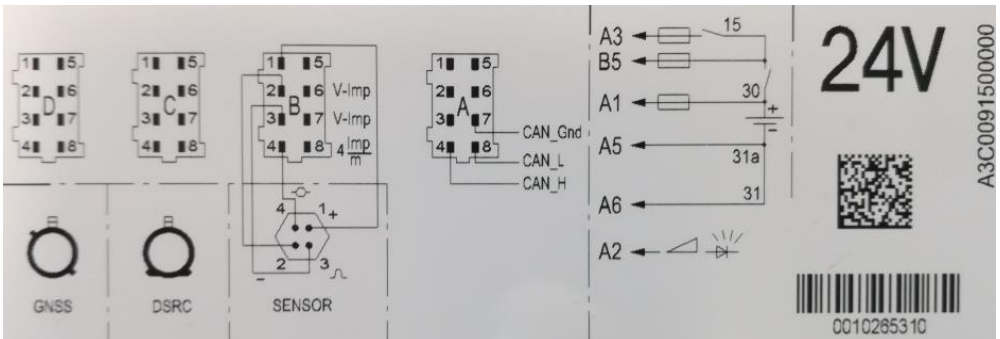 1 5
2 6
D
3 7
4 8
GNSS
1 5
2 6
C
3 7
4 8
DSRC
1 5
2 6 V-Imp
B
3 7 V-Imp
4 8 4 Imp/m
4 1 +
2 3
-
SENSOR
1 5
2 6
A
3 7
4 8
CAN_Gnd
CAN_L
CAN_H
A3 15
B5
A1 30
+
-
A5 31a
A6 31
A2
24V
0010265310
A3C0091500000